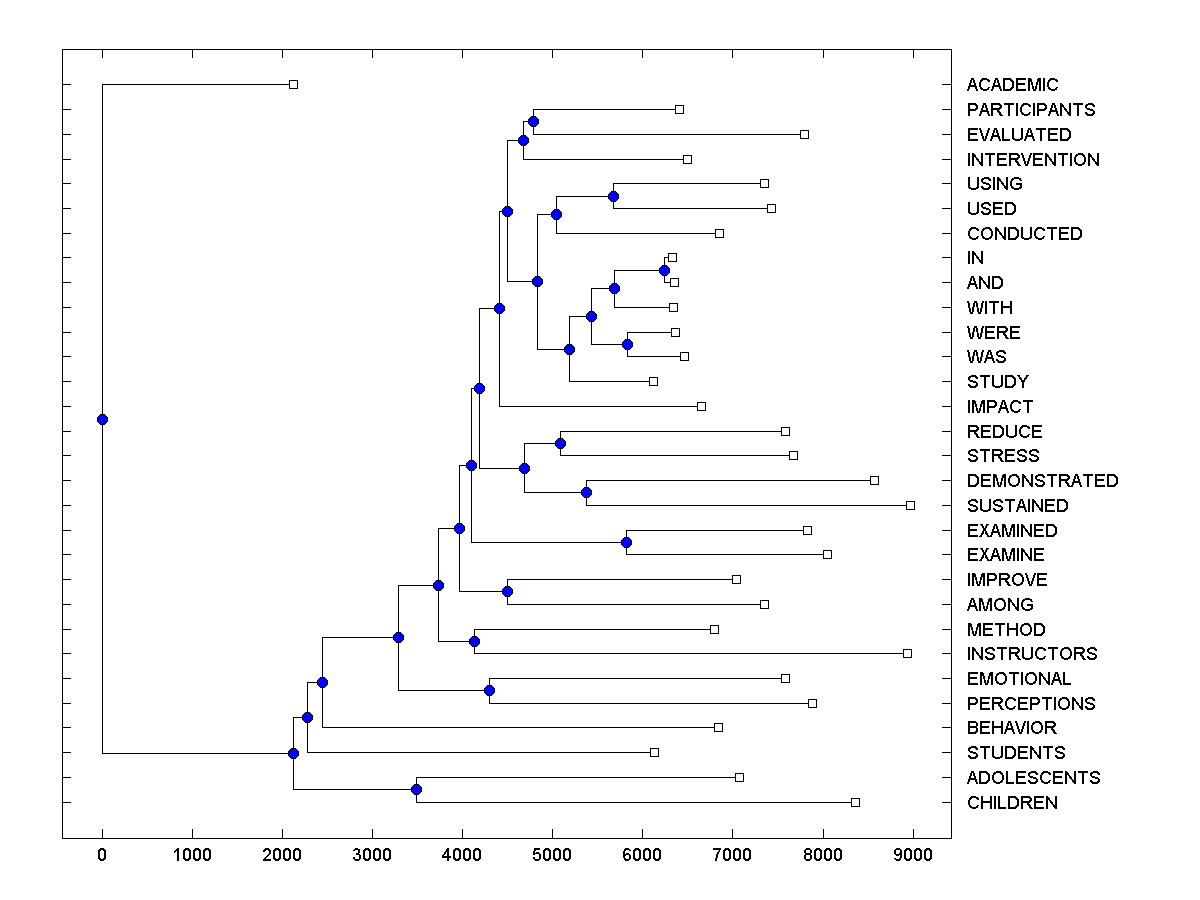 ACADEMIC
PARTICIPANTS
EVALUATED
INTERVENTION
USING
USED
CONDUCTED
IN
AND
WITH
WERE
WAS
STUDY
IMPACT
REDUCE
STRESS
DEMONSTRATED
SUSTAINED
EXAMINED
EXAMINE
IMPROVE
AMONG
METHOD
INSTRUCTORS
EMOTIONAL
PERCEPTIONS
BEHAVIOR
STUDENTS
ADOLESCENTS
CHILDREN
0 1000 2000 3000 4000 5000 6000 7000 8000 9000